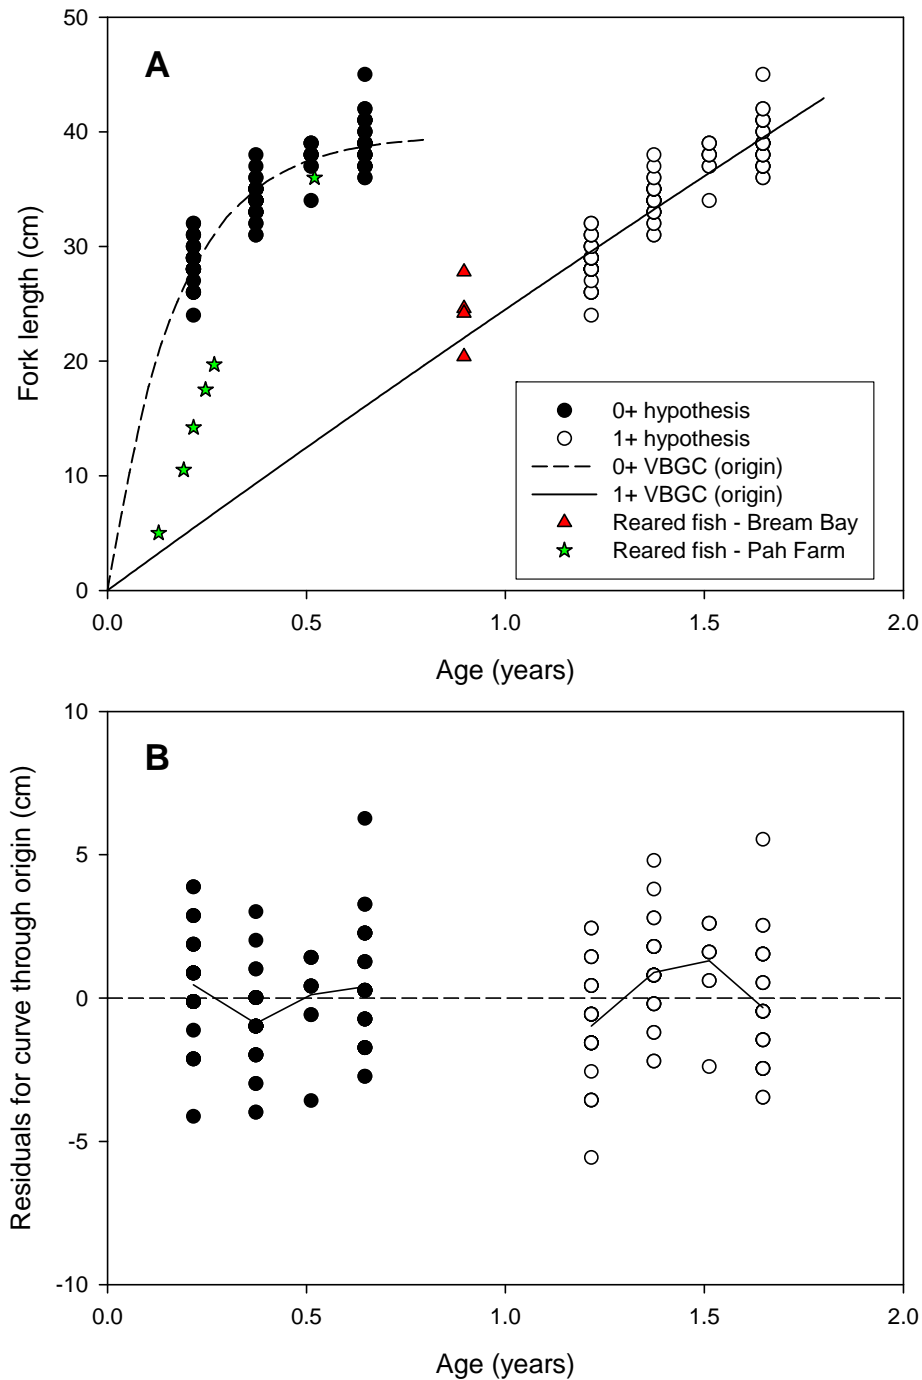 50
A
40
30
Fork length (cm)
20
0+ hypothesis
1+ hypothesis
0+ VBGC (origin)
10
1+ VBGC (origin)
Reared fish - Bream Bay
Reared fish - Pah Farm
0
0.0 0.5 1.0 1.5 2.0
Age (years)
10
B
5
Residuals for curve through origin (cm)
0
-5
-10
0.0 0.5 1.0 1.5 2.0
Age (years)